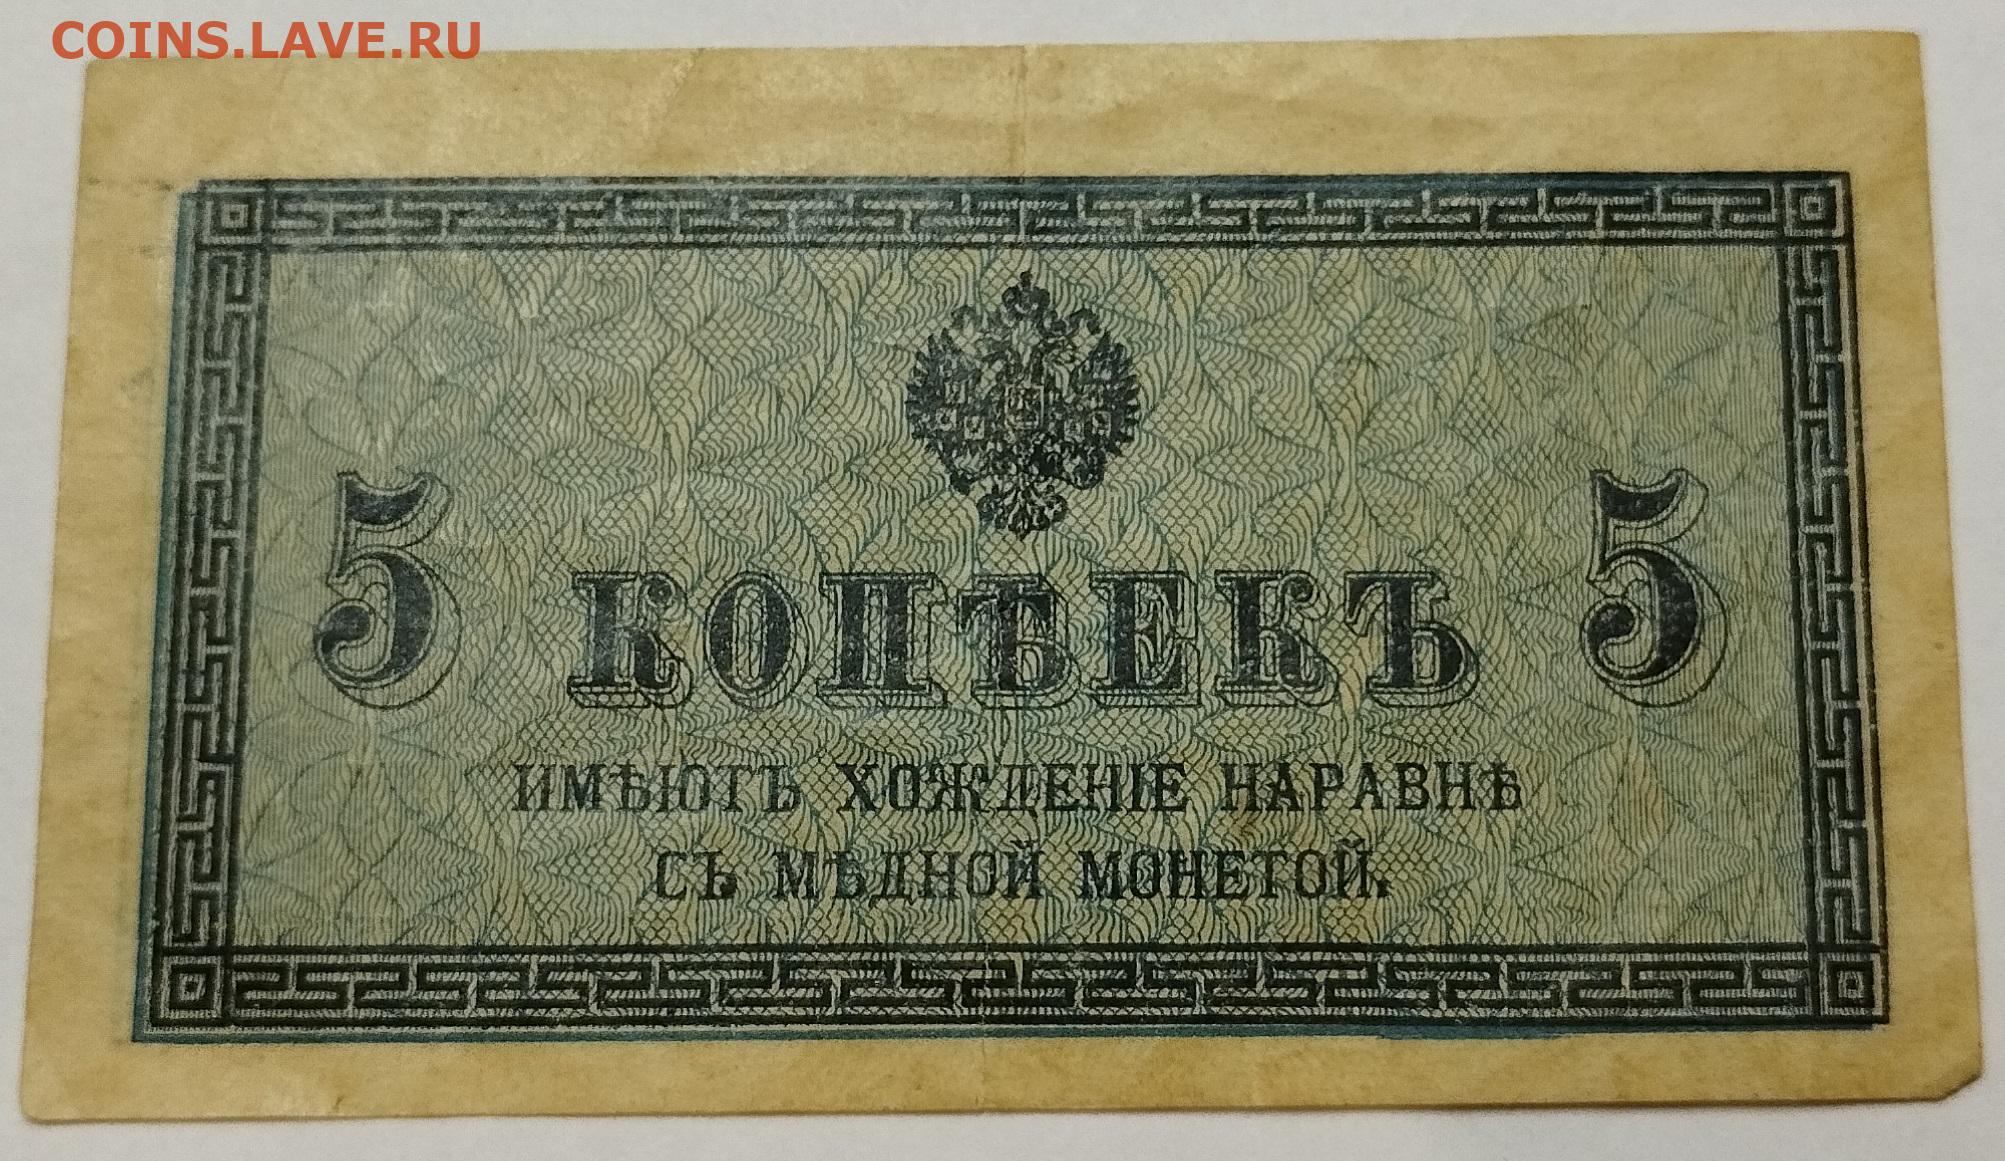 COINS.LAVE.RU
5 КОПѢЕКЪ 5
ИМѢЮТЪ ХОЖДЕНІЕ НАРАВНѢ
СЪ МѢДНОЙ МОНЕТОЙ.